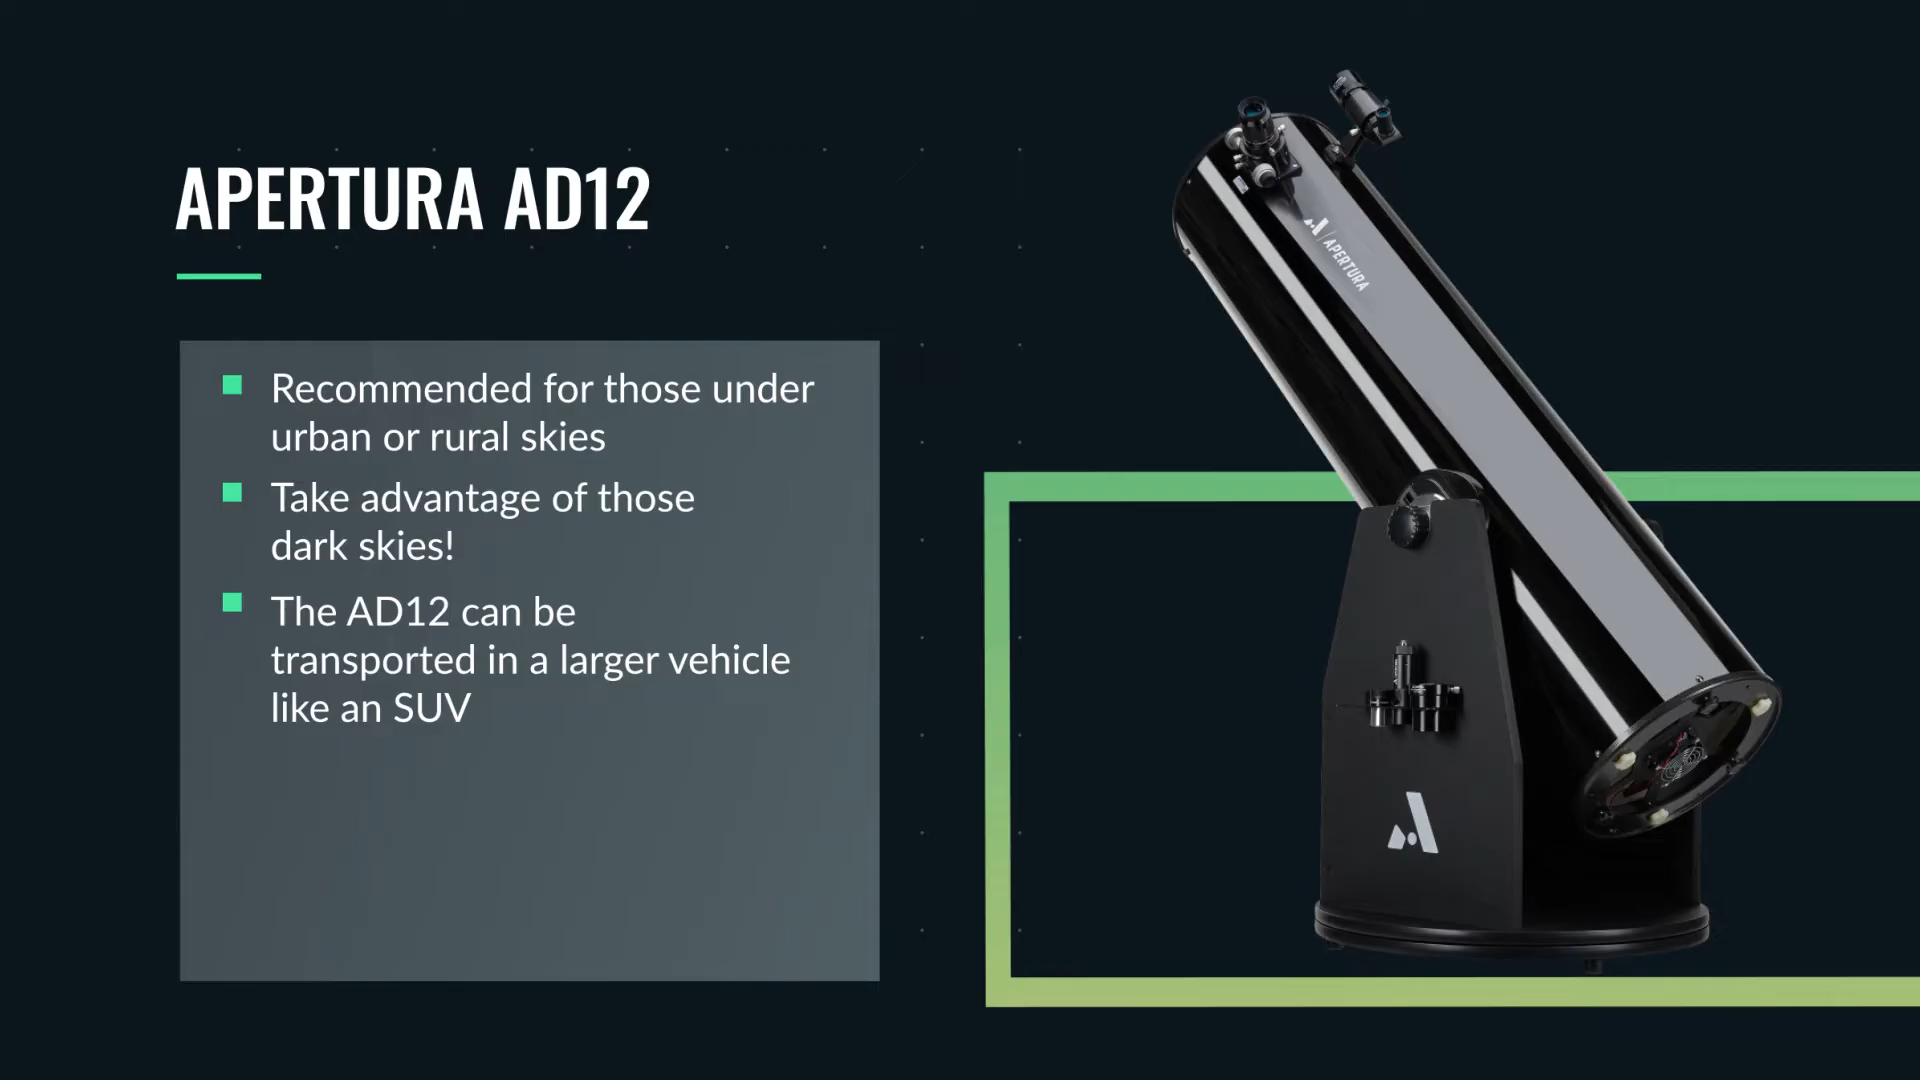 APERTURA AD12
Recommended for those under
urban or rural skies
Take advantage of those
dark skies!
The AD12 can be
transported in a larger vehicle
like an SUV
APERTURA